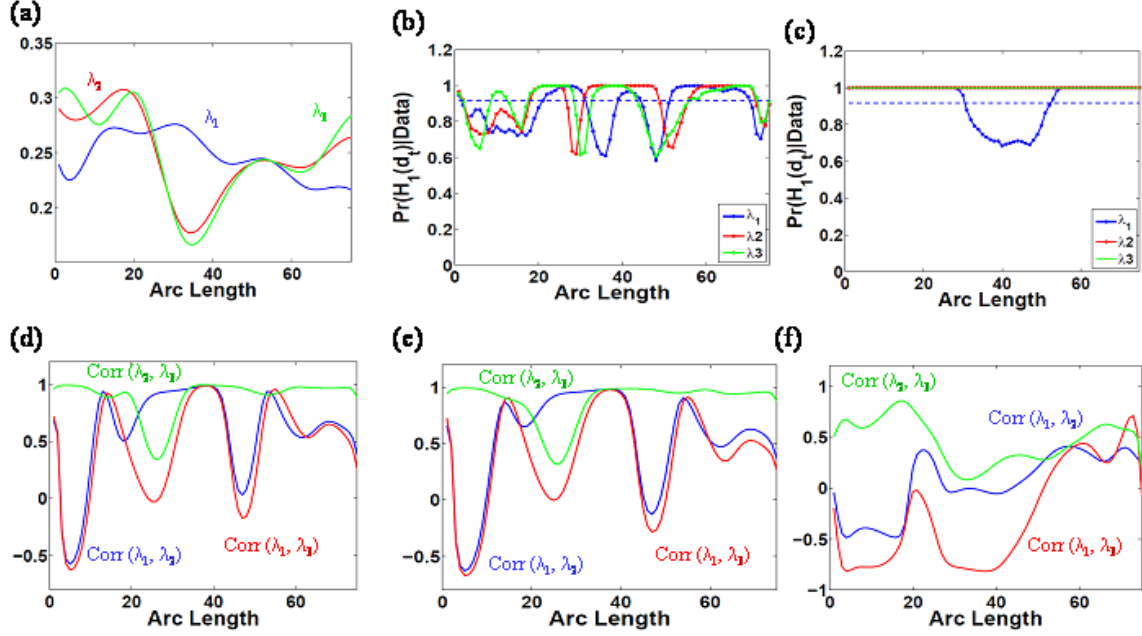 (a)
0.35
0.3
0.25
0.2
λ2
λ1
λ3
0 20 40 60
Arc Length
(b)
Pr(H_1(d_t)|Data)
1.2
1
0.8
0.6
0.4
0.2
0
λ1
λ2
λ3
0 20 40 60
Arc Length
(c)
Pr(H_1(d_t)|Data)
1.2
1
0.8
0.6
0.4
0.2
0
λ1
λ2
λ3
0 20 40 60
Arc Length
(d)
1
0.5
0
−0.5
Corr (λ2, λ3)
Corr (λ1, λ2)
Corr (λ1, λ3)
0 20 40 60
Arc Length
(e)
1
0.5
0
−0.5
Corr (λ2, λ3)
Corr (λ1, λ2)
Corr (λ1, λ3)
0 20 40 60
Arc Length
(f)
1
0.5
0
−0.5
−1
Corr (λ2, λ3)
Corr (λ1, λ2)
Corr (λ1, λ3)
0 20 40 60
Arc Length